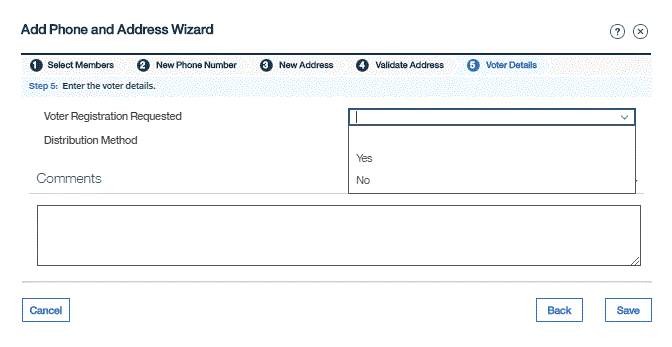 Add Phone and Address Wizard
?
1 Select Members 2 New Phone Number 3 New Address 4 Validate Address 5 Voter Details
Step 5: Enter the voter details.
Voter Registration Requested
Distribution Method
Yes
Comments
No
Cancel Back Save